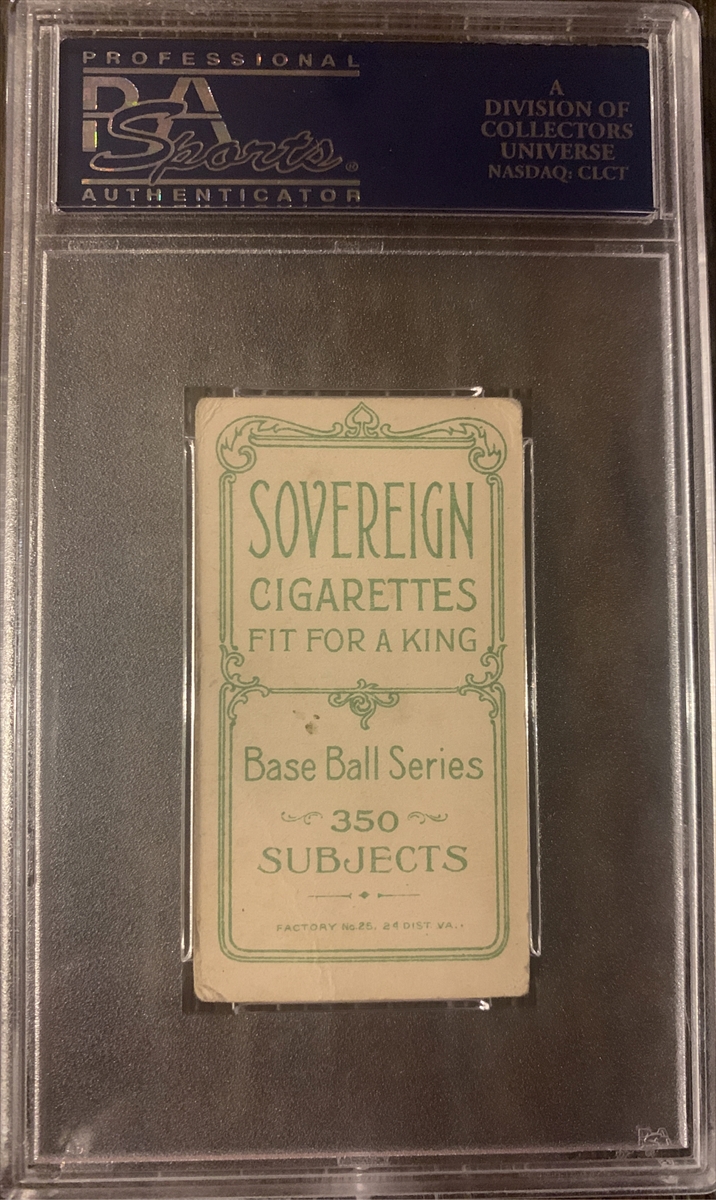 PROFESSIONAL
PSA
Sports®
AUTHENTICATOR
A
DIVISION OF
COLLECTORS
UNIVERSE
NASDAQ: CLCT
SOVEREIGN
CIGARETTES
FIT FOR A KING
Base Ball Series
350
SUBJECTS
FACTORY No. 25, 2d DIST. VA.
PSA